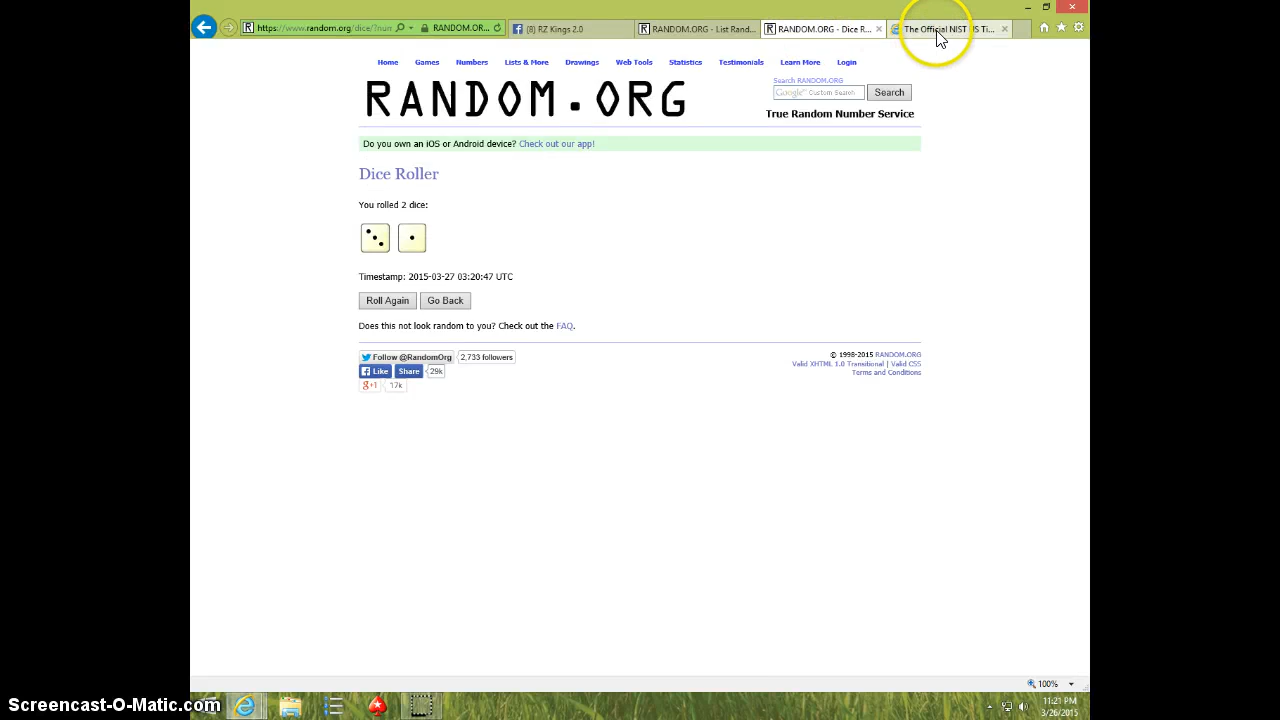 https://www.random.org/dice/?num
RANDOM.OR...
(8) RZ Kings 2.0
RANDOM.ORG - List Rand...
RANDOM.ORG - Dice R...
The Official NIST US Ti...
Home Games Numbers Lists & More Drawings Web Tools Statistics Testimonials Learn More Login
RANDOM.ORG
Search RANDOM.ORG
Google™ Custom Search
Search
True Random Number Service
Do you own an iOS or Android device? Check out our app!
Dice Roller
You rolled 2 dice:
Timestamp: 2015-03-27 03:20:47 UTC
Roll Again
Go Back
Does this not look random to you? Check out the FAQ.
Follow @RandomOrg
2,733 followers
Like
Share
29k
g+1
17k
© 1998-2015 RANDOM.ORG
Valid XHTML 1.0 Transitional | Valid CSS
Terms and Conditions
100%
Screencast-O-Matic.com
11:21 PM
3/26/2015